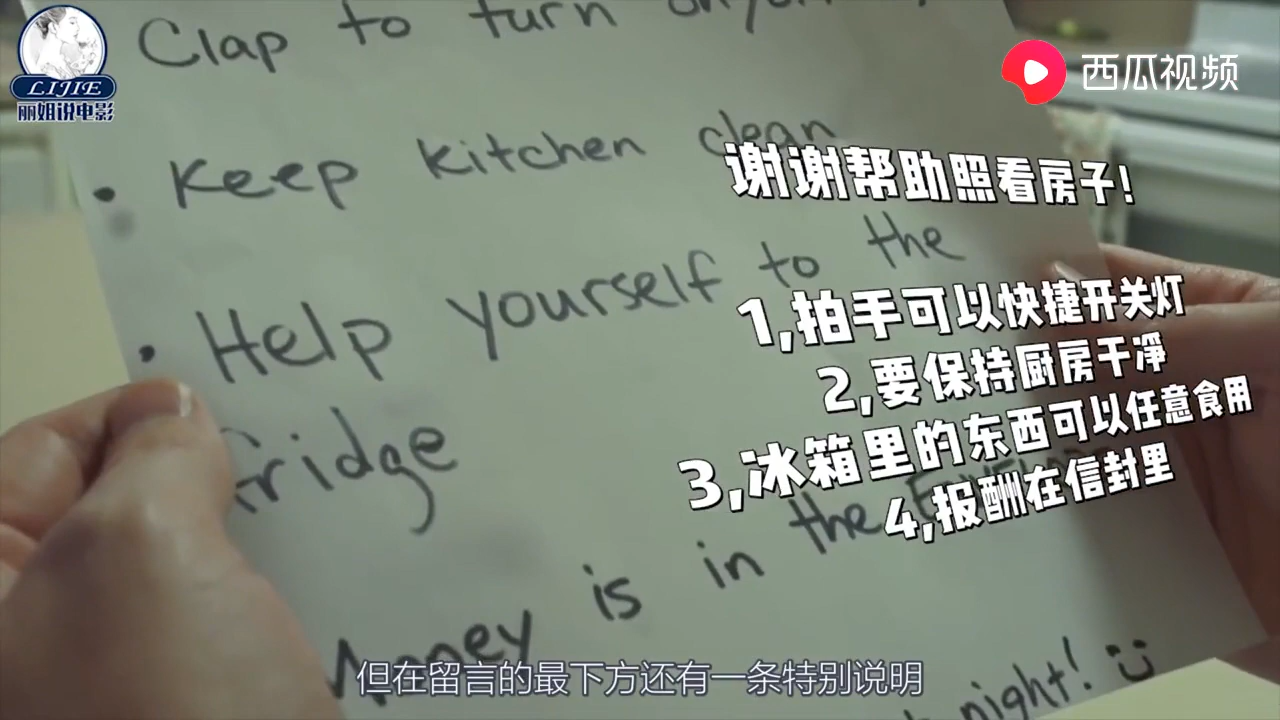 Clap to turn on/off
• Keep kitchen clean
• Help yourself to the
fridge
Money is in the Envelope
night! :)
谢谢帮助照看房子!
1,拍手可以快捷开关灯
2,要保持厨房干净
3,冰箱里的东西可以任意食用
4,报酬在信封里
但在留言的最下方还有一条特别说明
LIJIE
丽姐说电影
西瓜视频